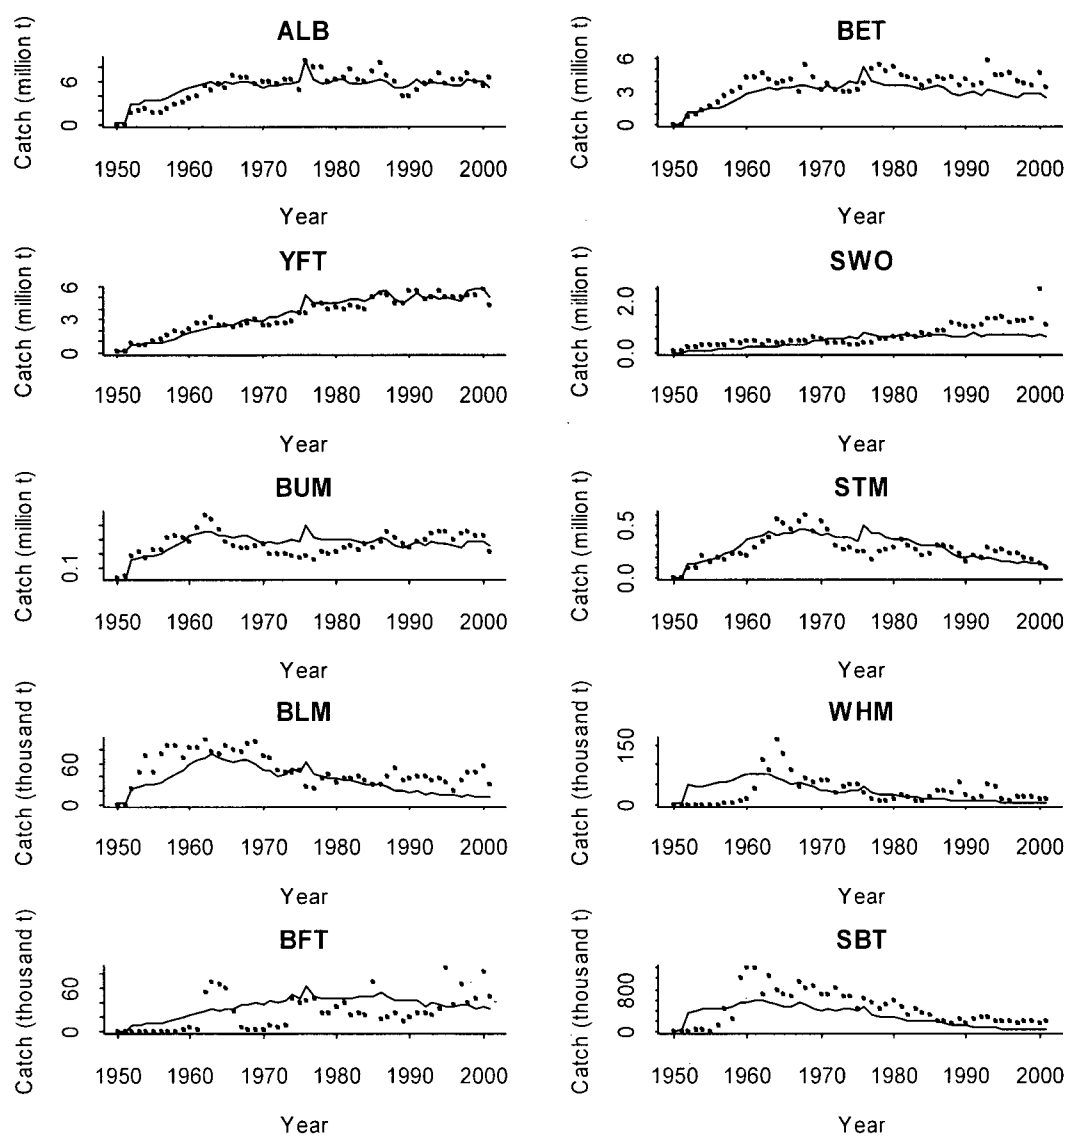 ALB
Catch (million t)
6
0
1950 1960 1970 1980 1990 2000
Year
BET
Catch (million t)
6
3
0
1950 1960 1970 1980 1990 2000
Year
YFT
Catch (million t)
6
3
0
1950 1960 1970 1980 1990 2000
Year
SWO
Catch (million t)
2.0
0.0
1950 1960 1970 1980 1990 2000
Year
BUM
Catch (million t)
0.1
1950 1960 1970 1980 1990 2000
Year
STM
Catch (million t)
0.5
0.0
1950 1960 1970 1980 1990 2000
Year
BLM
Catch (thousand t)
60
0
1950 1960 1970 1980 1990 2000
Year
WHM
Catch (thousand t)
150
0
1950 1960 1970 1980 1990 2000
Year
BFT
Catch (thousand t)
60
0
1950 1960 1970 1980 1990 2000
Year
SBT
Catch (thousand t)
800
0
1950 1960 1970 1980 1990 2000
Year